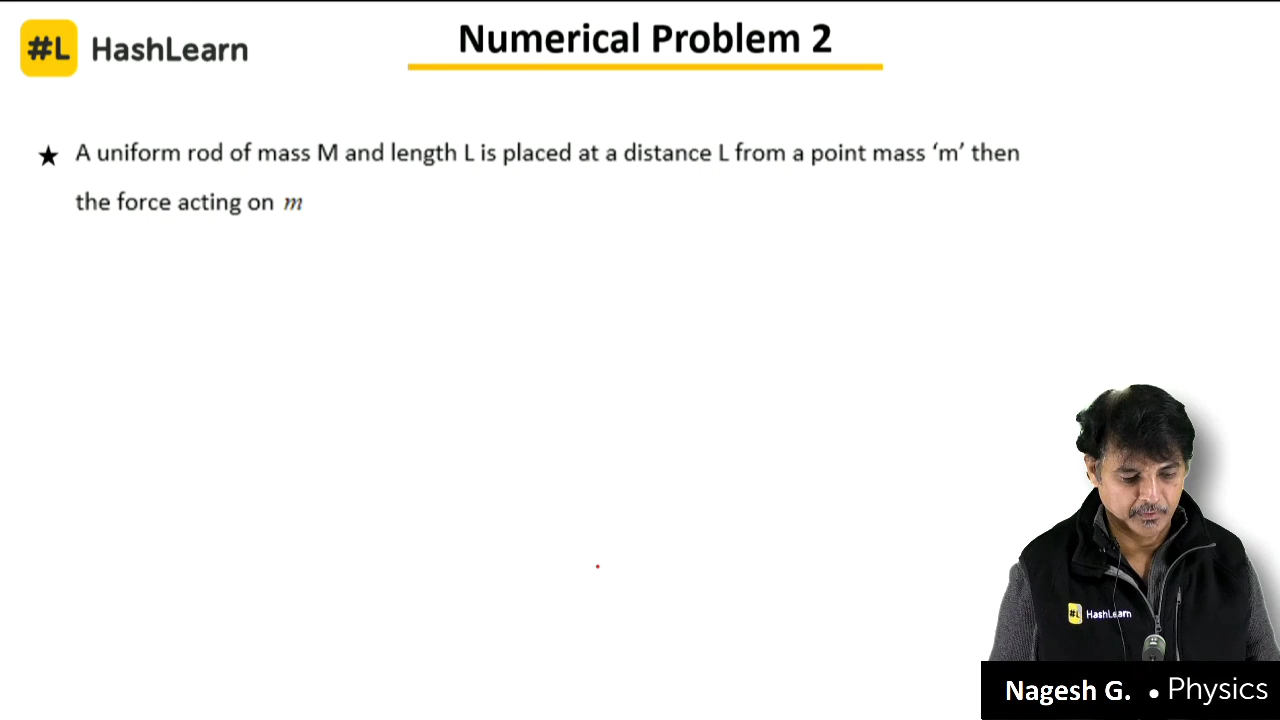 #L HashLearn
Numerical Problem 2
★ A uniform rod of mass M and length L is placed at a distance L from a point mass ‘m’ then
the force acting on m
#L HashLearn
Nagesh G. • Physics